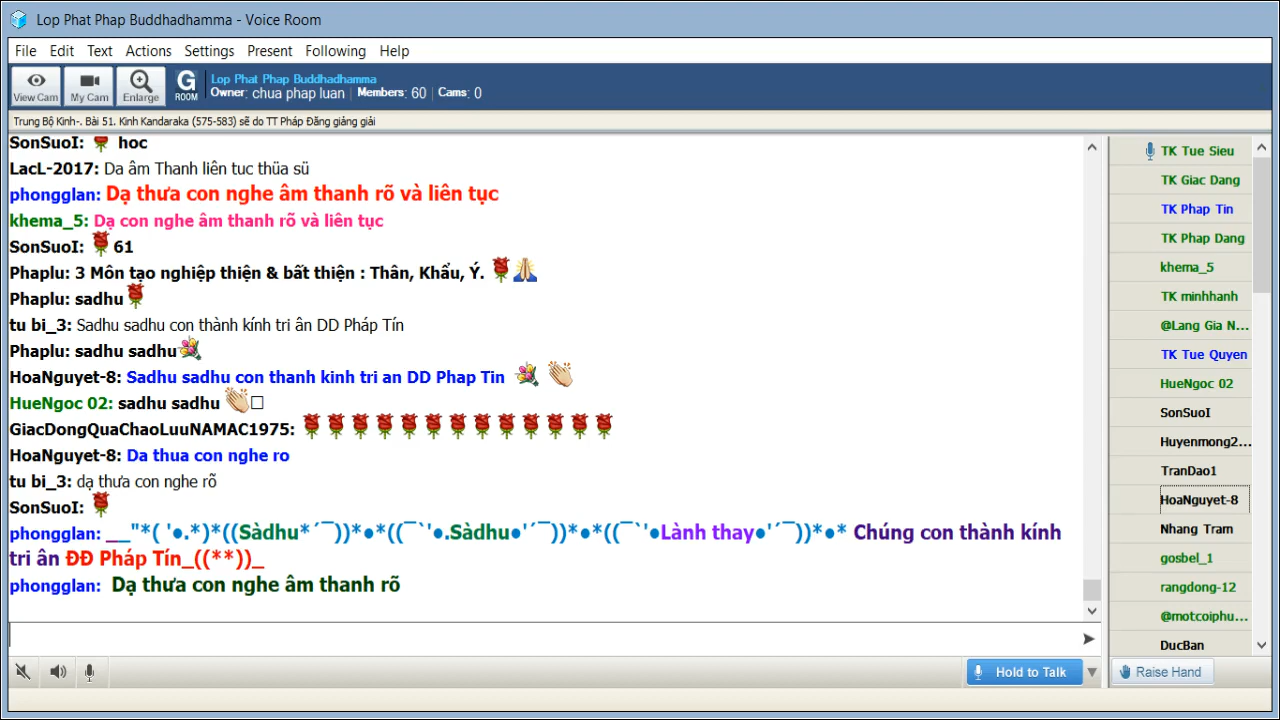 Lop Phat Phap Buddhadhamma - Voice Room
File Edit Text Actions Settings Present Following Help
View Cam My Cam Enlarge G ROOM
Lop Phat Phap Buddhadhamma
Owner: chua phap luan Members: 60 Cams: 0
Trung Bộ Kinh-. Bài 51. Kinh Kandaraka (575-583) sẽ do TT Pháp Đăng giảng giải
SonSuoI: hoc
LacL-2017: Da âm Thanh liên tuc thüa sü
phongglan: Dạ thưa con nghe âm thanh rõ và liên tục
khema_5: Dạ con nghe âm thanh rõ và liên tục
SonSuoI: 61
Phaplu: 3 Môn tạo nghiệp thiện & bất thiện : Thân, Khẩu, Ý.
Phaplu: sadhu
tu bi_3: Sadhu sadhu con thành kính tri ân DD Pháp Tín
Phaplu: sadhu sadhu
HoaNguyet-8: Sadhu sadhu con thanh kinh tri an DD Phap Tin
HueNgoc 02: sadhu sadhu □
GiacDongQuaChaoLuuNAMAC1975:
HoaNguyet-8: Da thua con nghe ro
tu bi_3: dạ thưa con nghe rõ
SonSuoI:
phongglan: __"*( '●.*)*((Sàdhu*´¯))*●*((¯`'●.Sàdhu●'´¯))*●*((¯`'●Lành thay●'´¯))*●* Chúng con thành kính
tri ân ĐĐ Pháp Tín_((**))_
phongglan: Dạ thưa con nghe âm thanh rõ
Hold to Talk
TK Tue Sieu
TK Giac Dang
TK Phap Tin
TK Phap Dang
khema_5
TK minhhanh
@Lang Gia N...
TK Tue Quyen
HueNgoc 02
SonSuoI
Huyenmong2...
TranDao1
HoaNguyet-8
Nhang Tram
gosbel_1
rangdong-12
@motcoiphu...
DucBan
Raise Hand